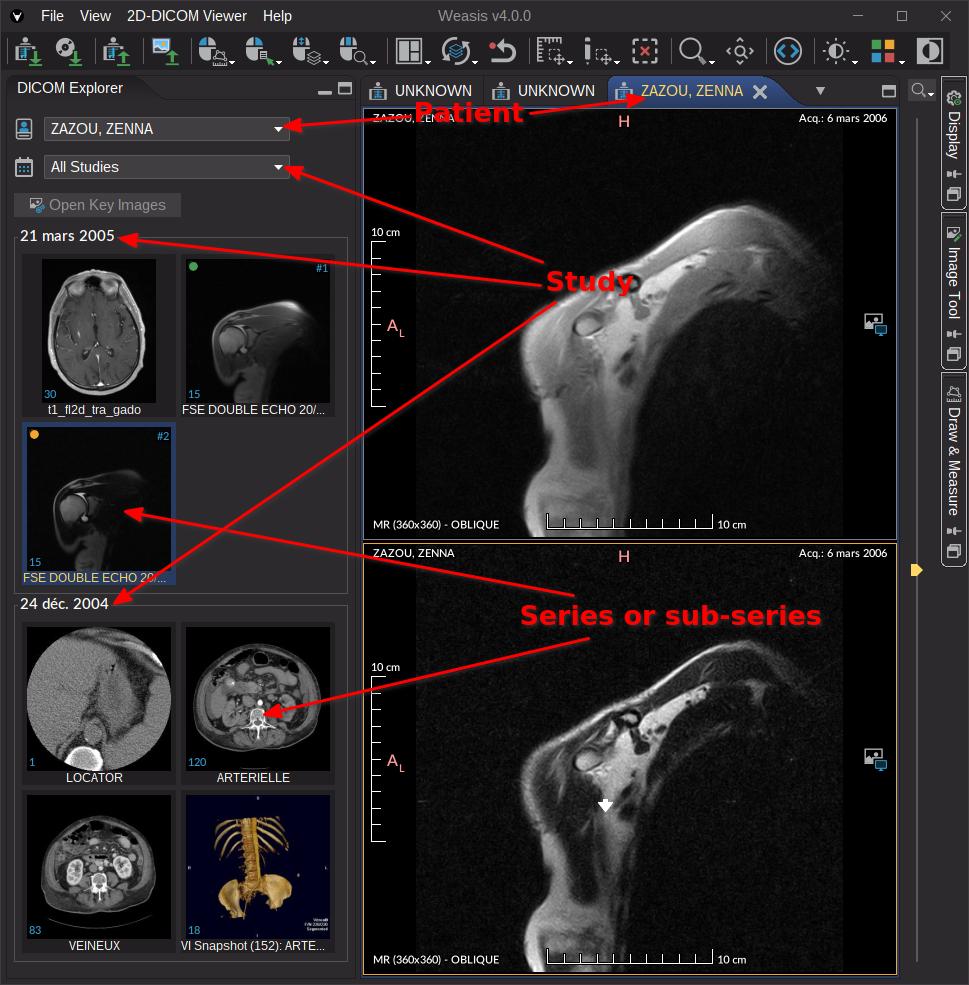 File View 2D-DICOM Viewer Help Weasis v4.0.0
DICOM Explorer
UNKNOWN UNKNOWN ZAZOU, ZENNA
ZAZOU, ZENNA
All Studies
Open Key Images
Patient
Study
Series or sub-series
21 mars 2005
30
t1_fl2d_tra_gado
#1
15
FSE DOUBLE ECHO 20/...
#2
15
FSE DOUBLE ECHO 20/...
24 déc. 2004
1
LOCATOR
120
ARTERIELLE
83
VEINEUX
18
VI Snapshot (152): ARTE...
ZAZOU, ZENNA
H
Acq.: 6 mars 2006
10 cm
A L
MR (360x360) - OBLIQUE
10 cm
ZAZOU, ZENNA
H
Acq.: 6 mars 2006
10 cm
A L
MR (360x360) - OBLIQUE
10 cm
Display
Image Tool
Draw & Measure